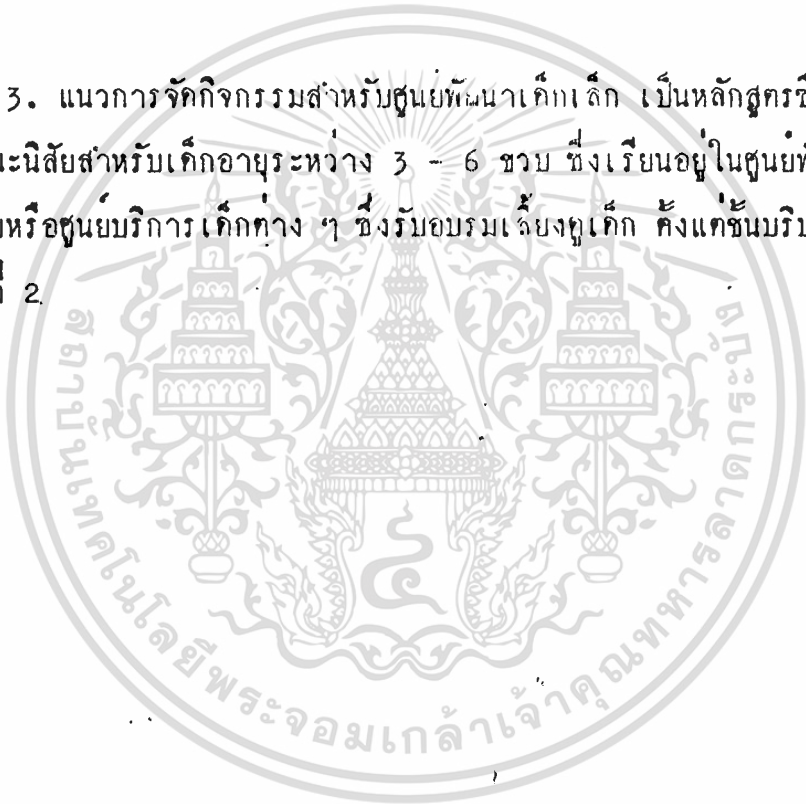 3. แนวการจัดกิจกรรมสำหรับศูนย์พัฒนาเด็กเล็ก เป็นหลักสูตร
นะนิสัยสำหรับเด็กอายุระหว่าง 3 - 6 ขวบ ซึ่งเรียนอยู่ในศูนย์
หรือศูนย์บริการเด็กต่าง ๆ ซึ่งรับอบรมเลี้ยงดูเด็ก ตั้งแต่ชั้น
ที่ 2
สถาบันเทคโนโลยีพระจอมเกล้าเจ้าคุณทหารลาดกระบัง